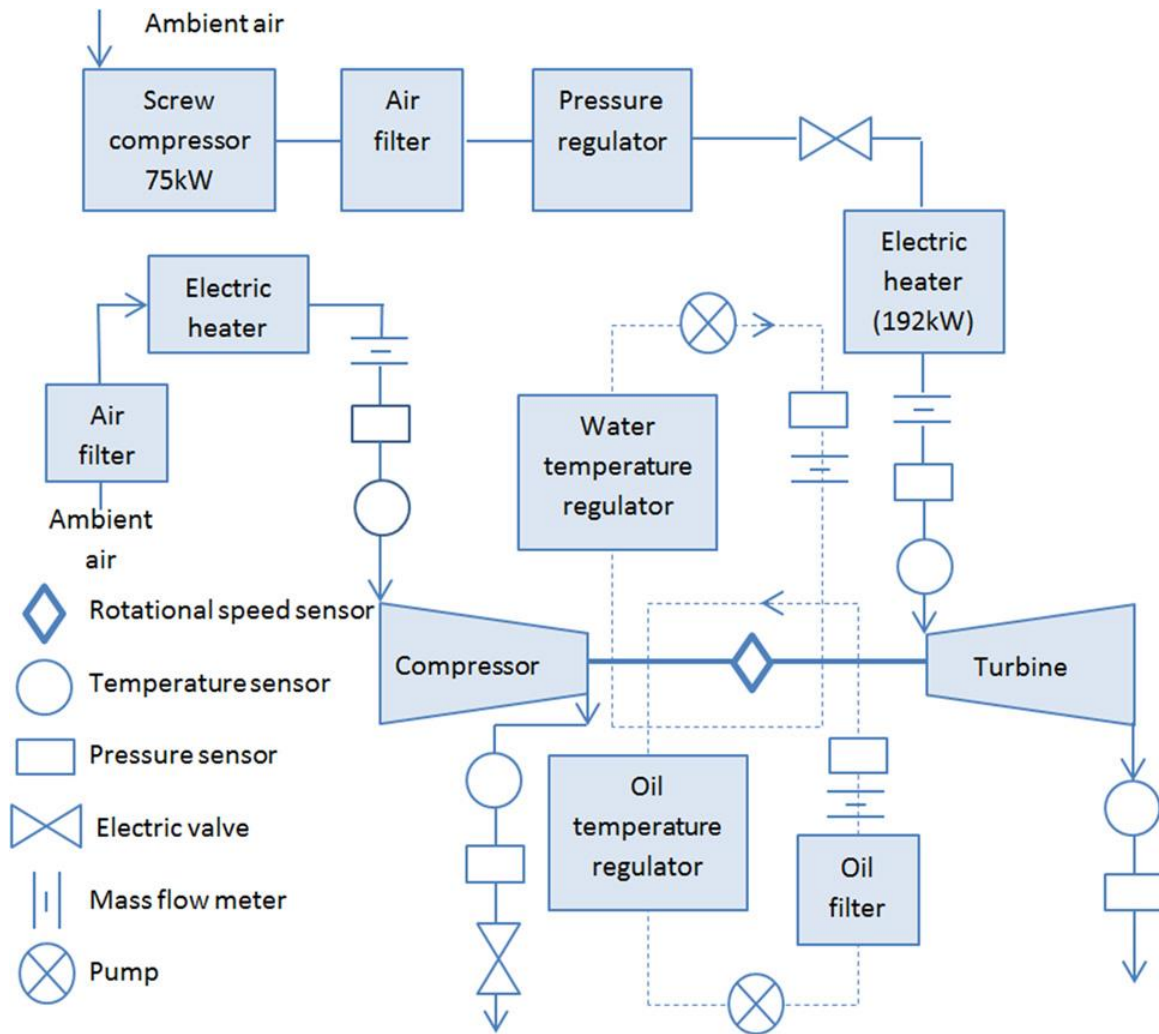 Ambient air
Screw
compressor
75kW
Air
filter
Pressure
regulator
Electric
heater
(192kW)
Electric
heater
Air
filter
Ambient
air
Water
temperature
regulator
Rotational speed sensor
Compressor
Turbine
Temperature sensor
Pressure sensor
Electric valve
Mass flow meter
Pump
Oil
temperature
regulator
Oil
filter